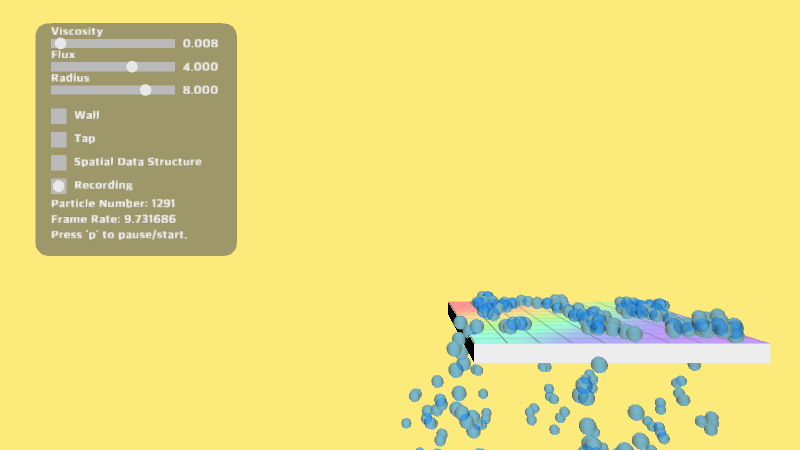 Viscosity
0.008
Flux
4.000
Radius
8.000
Wall
Tap
Spatial Data Structure
Recording
Particle Number: 1291
Frame Rate: 9.731686
Press 'p' to pause/start.